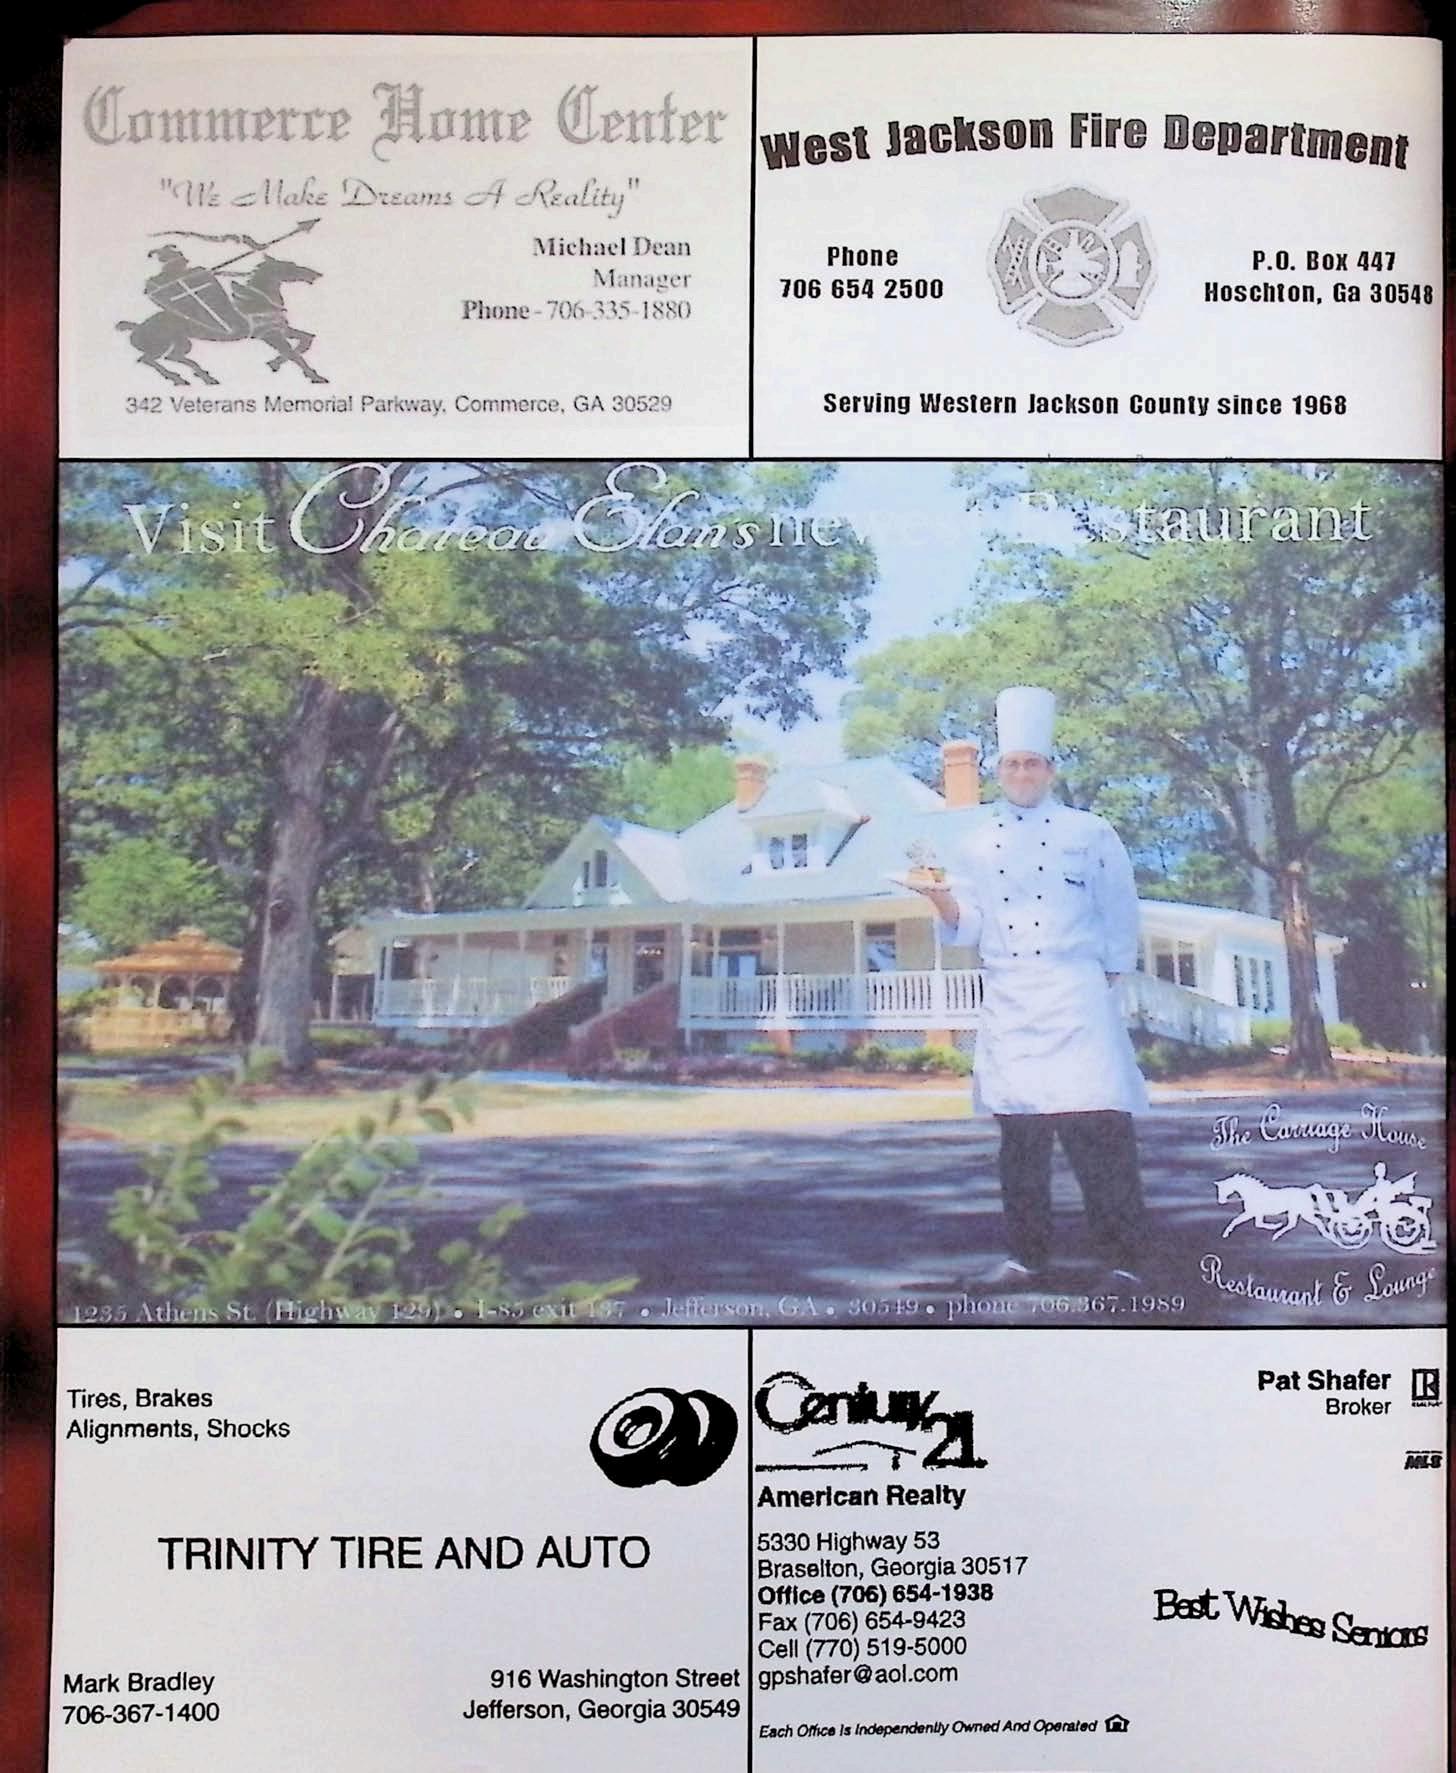 Commerce Home Center
"We Make Dreams A Reality"
Michael Dean
Manager
Phone - 706-335-1880
342 Veterans Memorial Parkway, Commerce, GA 30529
West Jackson Fire Department
Phone
706 654 2500
P.O. Box 447
Hoschton, Ga 30548
Serving Western Jackson County since 1968
Visit Chateau Elan's newest Restaurant
The Carriage House
Restaurant & Lounge
1235 Athens St. (Highway 129) • I-85 exit 137 • Jefferson, GA • 30549 • phone 706.367.1989
Tires, Brakes
Alignments, Shocks
TRINITY TIRE AND AUTO
Mark Bradley
706-367-1400
916 Washington Street
Jefferson, Georgia 30549
Century 21
American Realty
5330 Highway 53
Braselton, Georgia 30517
Office (706) 654-1938
Fax (706) 654-9423
Cell (770) 519-5000
gpshafer@aol.com
Each Office Is Independently Owned And Operated
Pat Shafer
Broker
R
MLS
Best Wishes Seniors